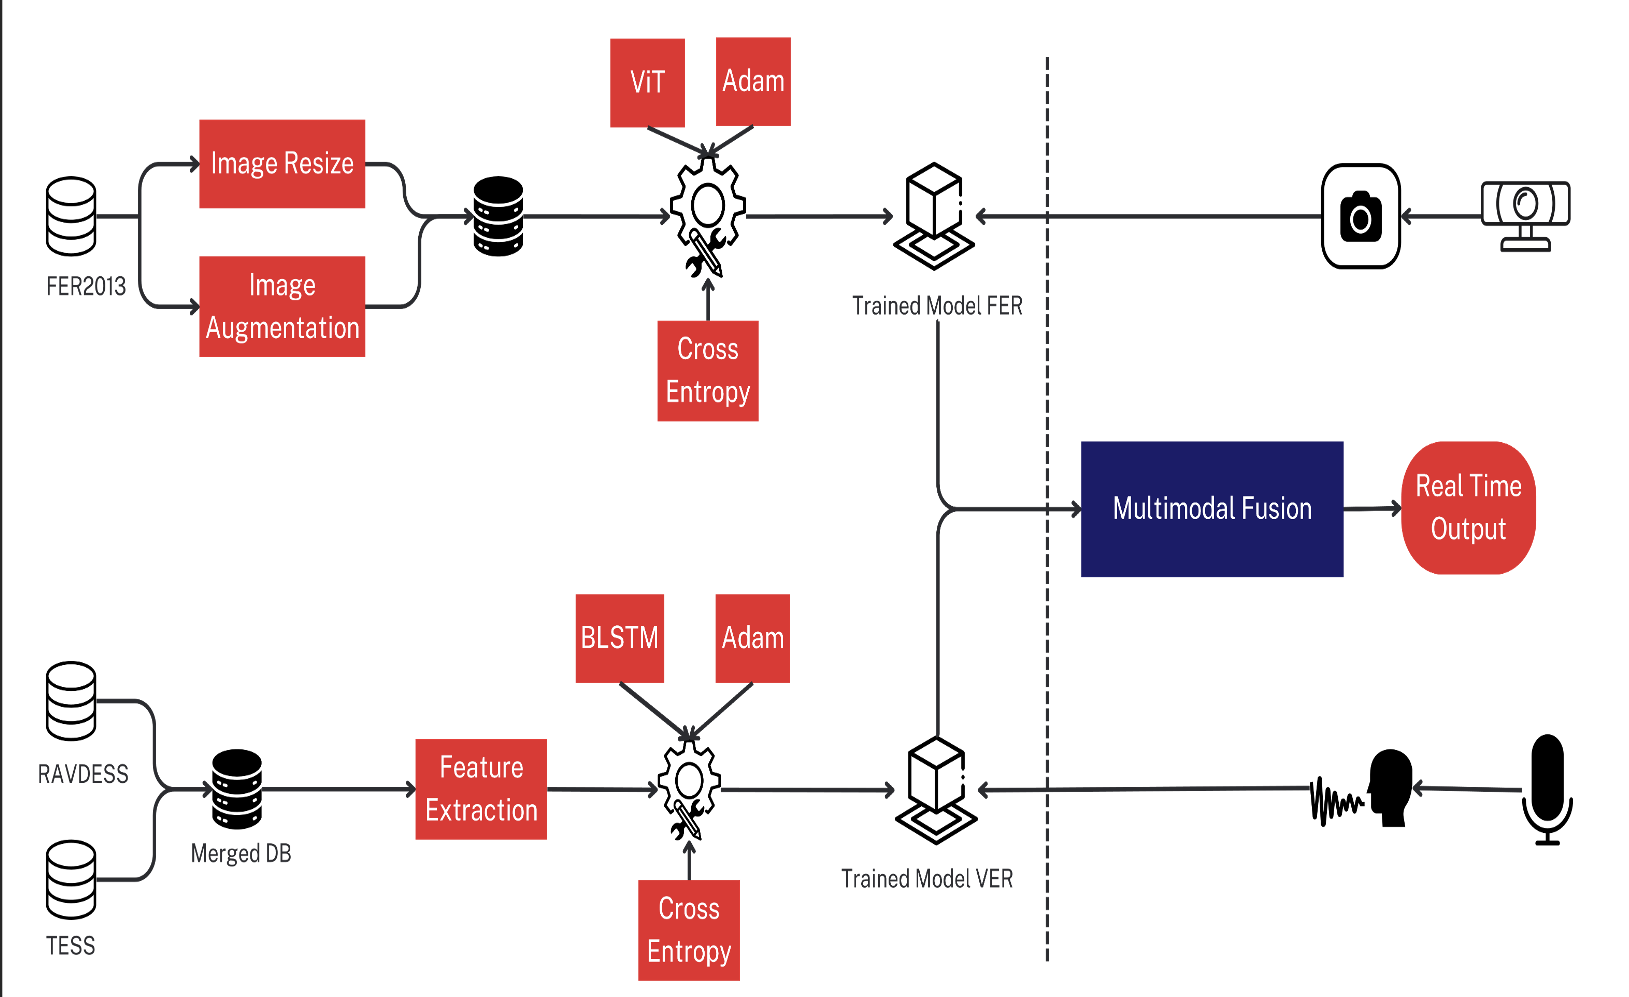 ViT
Adam
Image Resize
FER2013
Image
Augmentation
Trained Model FER
Cross
Entropy
Multimodal Fusion
Real Time
Output
BLSTM
Adam
RAVDESS
Feature
Extraction
Merged DB
Trained Model VER
TESS
Cross
Entropy